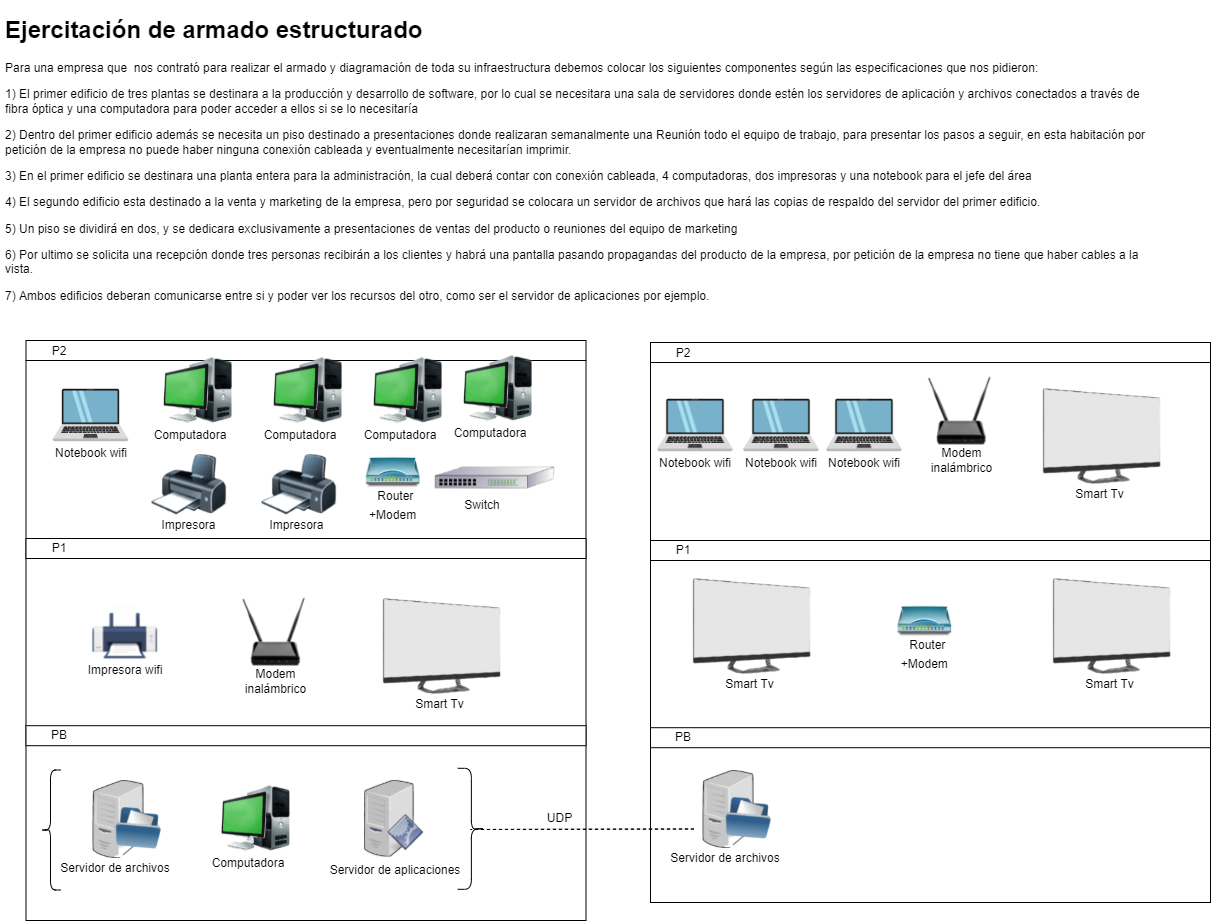 Ejercitación de armado estructurado
Para una empresa que  nos contrató para realizar el armado y diagramación de toda su infraestructura debemos colocar los siguientes componentes según las especificaciones que nos pidieron:
1) El primer edificio de tres plantas se destinara a la producción y desarrollo de software, por lo cual se necesitara una sala de servidores donde estén los servidores de aplicación y archivos conectados a través de
fibra óptica y una computadora para poder acceder a ellos si se lo necesitaría
2) Dentro del primer edificio además se necesita un piso destinado a presentaciones donde realizaran semanalmente una Reunión todo el equipo de trabajo, para presentar los pasos a seguir, en esta habitación por
petición de la empresa no puede haber ninguna conexión cableada y eventualmente necesitarían imprimir.
3) En el primer edificio se destinara una planta entera para la administración, la cual deberá contar con conexión cableada, 4 computadoras, dos impresoras y una notebook para el jefe del área
4) El segundo edificio esta destinado a la venta y marketing de la empresa, pero por seguridad se colocara un servidor de archivos que hará las copias de respaldo del servidor del primer edificio.
5) Un piso se dividirá en dos, y se dedicara exclusivamente a presentaciones de ventas del producto o reuniones del equipo de marketing
6) Por ultimo se solicita una recepción donde tres personas recibirán a los clientes y habrá una pantalla pasando propagandas del producto de la empresa, por petición de la empresa no tiene que haber cables a la
vista.
7) Ambos edificios deberan comunicarse entre si y poder ver los recursos del otro, como ser el servidor de aplicaciones por ejemplo.
P2
Notebook wifi
Computadora
Computadora
Computadora
Computadora
Impresora
Impresora
Router
+Modem
Switch
P1
Impresora wifi
Modem
inalámbrico
Smart Tv
PB
Servidor de archivos
Computadora
Servidor de aplicaciones
UDP
P2
Notebook wifi
Notebook wifi
Notebook wifi
Modem
inalámbrico
Smart Tv
P1
Smart Tv
Router
+Modem
Smart Tv
PB
Servidor de archivos